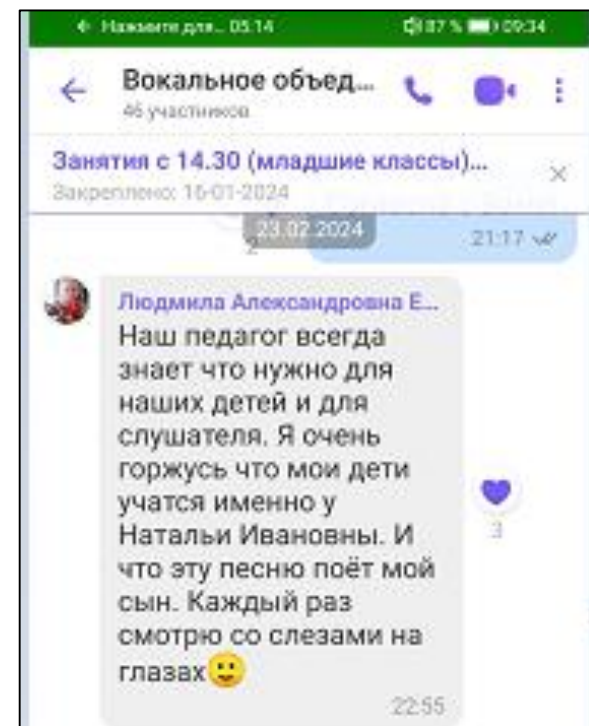 Нажмите для... 05:14 87 % 09:34
Вокальное объед...
46 участников
Занятия с 14.30 (младшие классы)...
Закреплено: 16-01-2024
23.02.2024
2
21:17
Людмила Александровна Е...
Наш педагог всегда
знает что нужно для
наших детей и для
слушателя. Я очень
горжусь что мои дети
учатся именно у
Натальи Ивановны. И
что эту песню поёт мой
сын. Каждый раз
смотрю со слезами на
глазах🙂
3
22:55